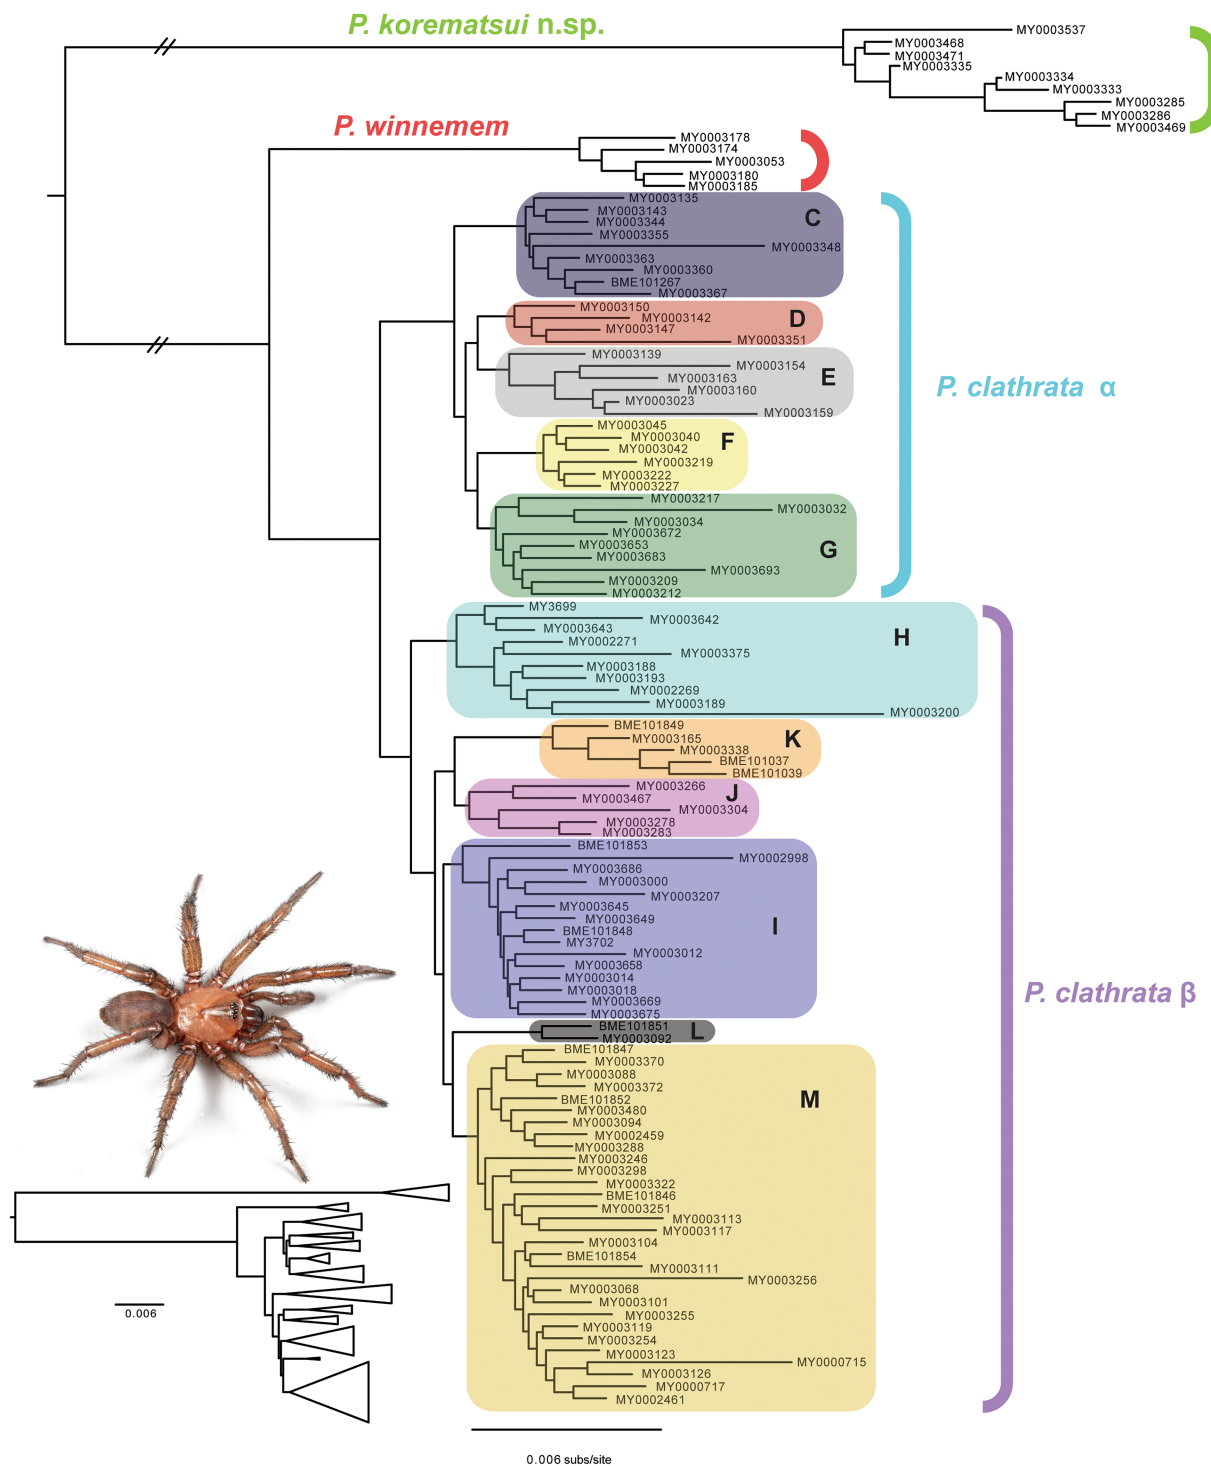 P. korematsui n.sp.
MY0003537
MY0003468
MY0003471
MY0003335
MY0003334
MY0003333
MY0003285
MY0003286
MY0003469
P. winnemem
MY0003178
MY0003174
MY0003053
MY0003180
MY0003185
MY0003135
C
MY0003143
MY0003344
MY0003355
MY0003348
MY0003363
MY0003360
BME101267
MY0003367
MY0003150
D
MY0003142
MY0003147
MY0003351
MY0003139
MY0003154
E
MY0003163
MY0003160
MY0003023
MY0003159
P. clathrata α
MY0003045
MY0003040
F
MY0003042
MY0003219
MY0003222
MY0003227
MY0003217
MY0003032
MY0003034
MY0003672
MY0003653
G
MY0003683
MY0003693
MY0003209
MY0003212
MY3699
MY0003642
MY0003643
H
MY0002271
MY0003375
MY0003188
MY0003193
MY0002269
MY0003189
MY0003200
BME101849
MY0003165
K
MY0003338
BME101037
BME101039
MY0003266
J
MY0003467
MY0003304
MY0003278
MY0003283
BME101853
MY0002998
MY0003686
MY0003000
MY0003207
MY0003645
MY0003649
I
BME101848
MY3702
MY0003012
MY0003658
MY0003014
MY0003018
MY0003669
MY0003675
P. clathrata β
BME101851
L
MY0003092
BME101847
MY0003370
MY0003088
MY0003372
M
BME101852
MY0003480
MY0003094
MY0002459
MY0003288
MY0003246
MY0003298
MY0003322
BME101846
MY0003251
MY0003113
MY0003117
MY0003104
BME101854
MY0003111
MY0003256
MY0003068
MY0003101
MY0003255
MY0003119
MY0003254
MY0003123
MY0000715
MY0003126
MY0000717
MY0002461
0.006
0.006 subs/site